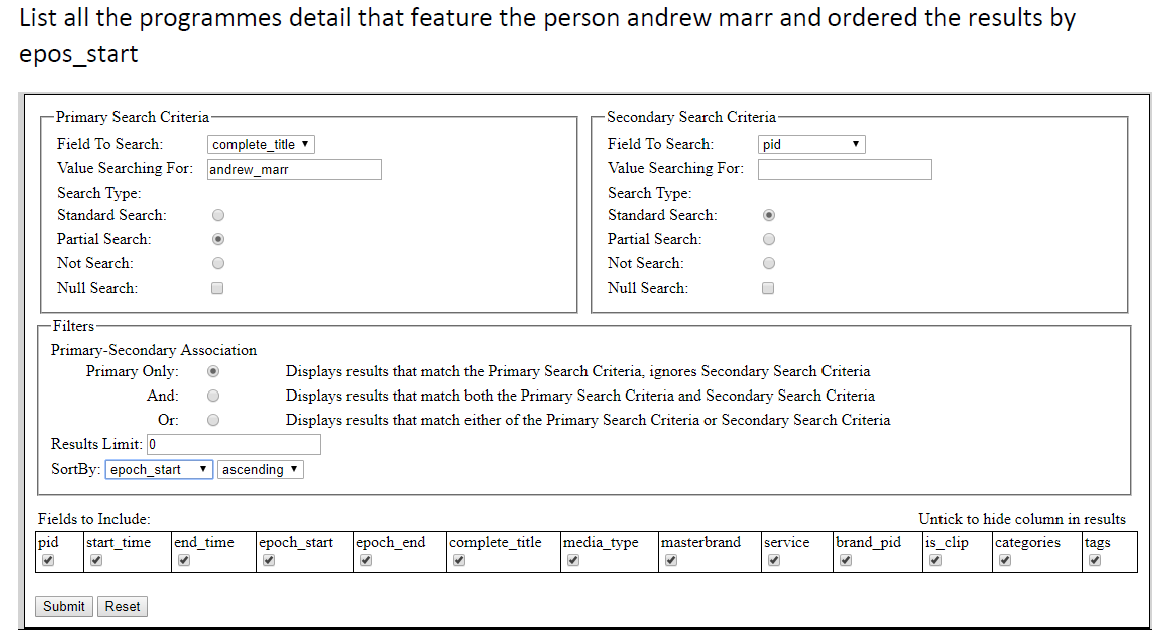 List all the programmes detail that feature the person andrew marr and ordered the results by
epos_start
Primary Search Criteria
Field To Search: complete_title
Value Searching For: andrew_marr
Search Type:
Standard Search:
Partial Search:
Not Search:
Null Search:
Secondary Search Criteria
Field To Search: pid
Value Searching For:
Search Type:
Standard Search:
Partial Search:
Not Search:
Null Search:
Filters
Primary-Secondary Association
Primary Only: Displays results that match the Primary Search Criteria, ignores Secondary Search Criteria
And: Displays results that match both the Primary Search Criteria and Secondary Search Criteria
Or: Displays results that match either of the Primary Search Criteria or Secondary Search Criteria
Results Limit: 0
SortBy: epoch_start ascending
Fields to Include: Untick to hide column in results
pid start_time end_time epoch_start epoch_end complete_title media_type masterbrand service brand_pid is_clip categories tags
Submit Reset